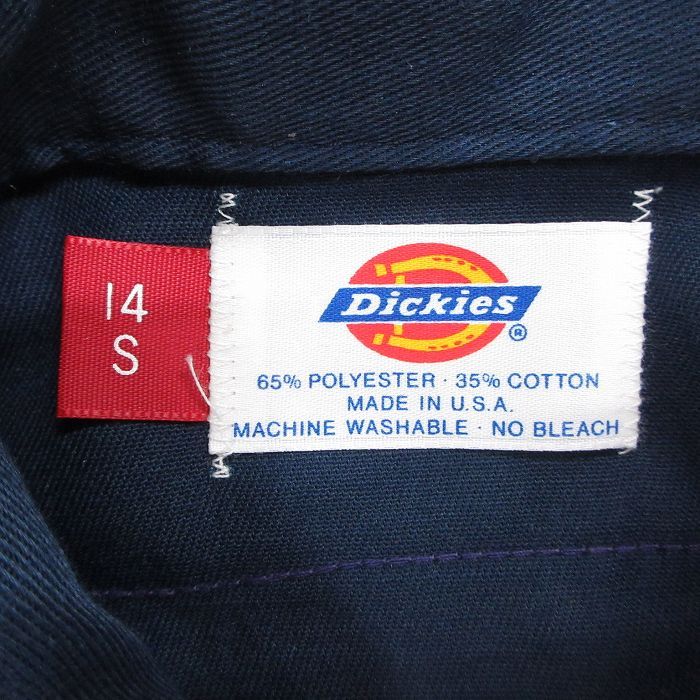 14
S
Dickies
®
65% POLYESTER · 35% COTTON
MADE IN U.S.A.
MACHINE WASHABLE · NO BLEACH